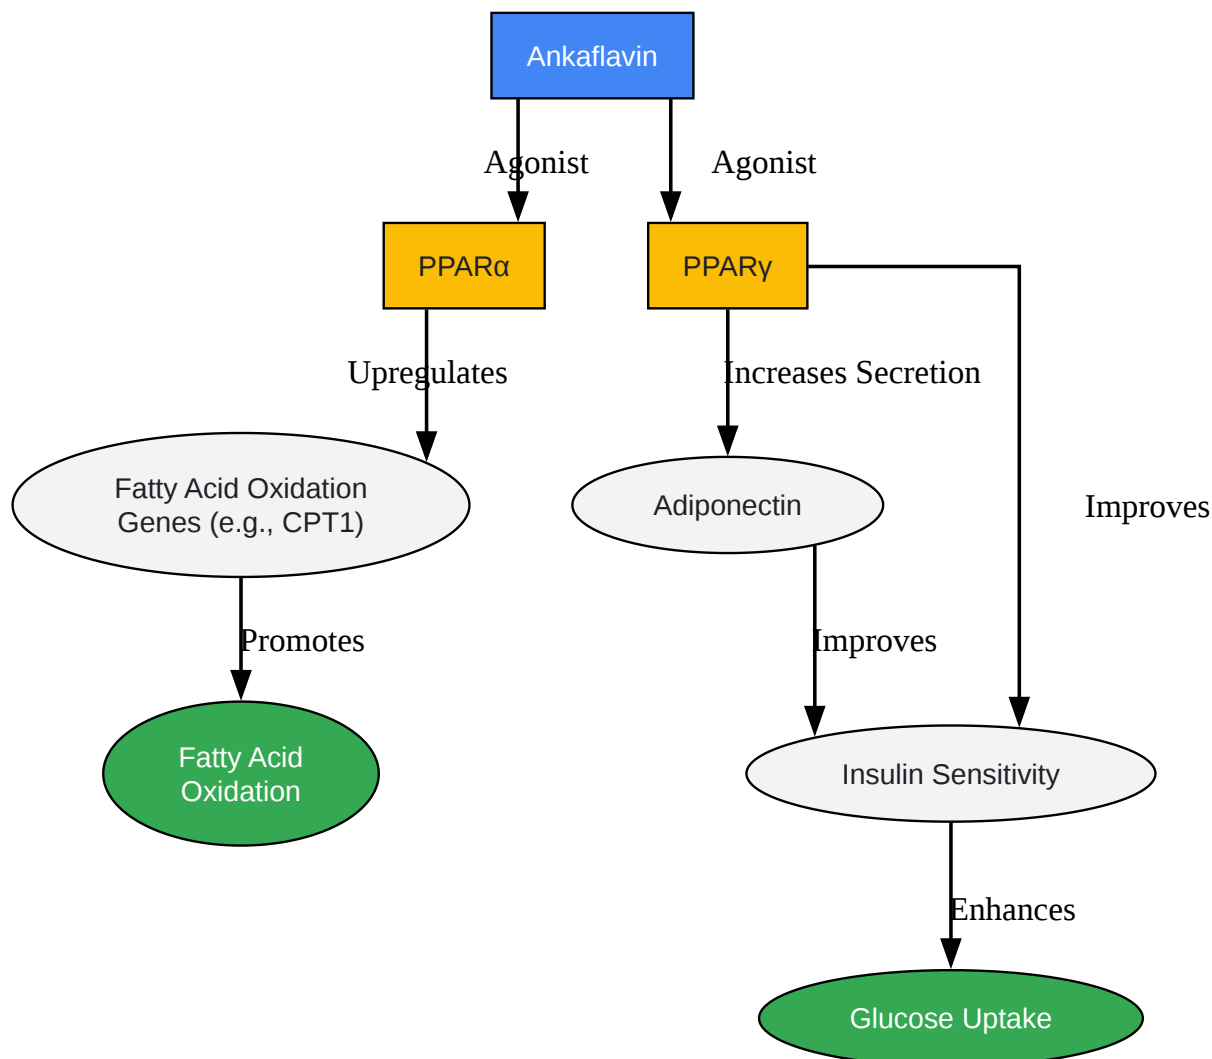 Ankaflavin
Agonist
Agonist
PPARα
PPARγ
Upregulates
Increases Secretion
Fatty Acid Oxidation
Genes (e.g., CPT1)
Adiponectin
Improves
Promotes
Improves
Fatty Acid
Oxidation
Insulin Sensitivity
Enhances
Glucose Uptake